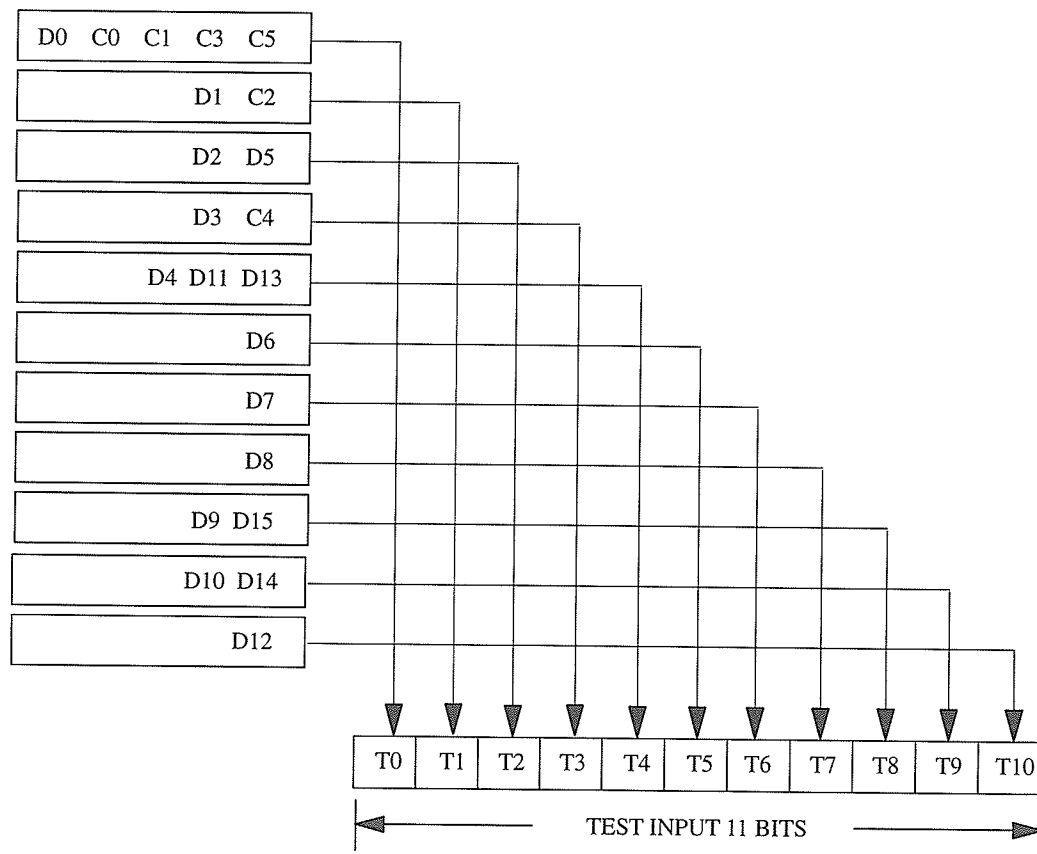 D0 C0 C1 C3 C5
D1 C2
D2 D5
D3 C4
D4 D11 D13
D6
D7
D8
D9 D15
D10 D14
D12
T0 T1 T2 T3 T4 T5 T6 T7 T8 T9 T10
TEST INPUT 11 BITS